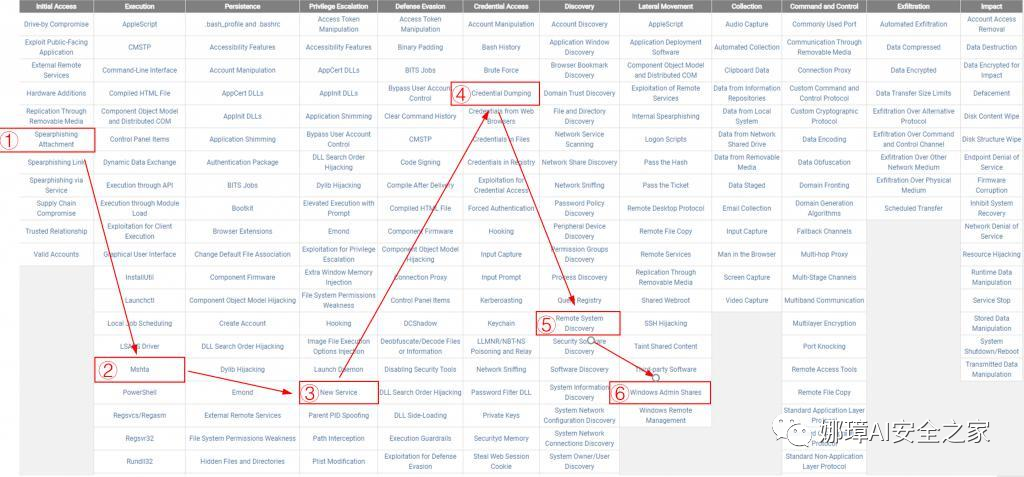 Initial Access
Drive-by Compromise
Exploit Public-Facing
Application
External Remote
Services
Hardware Additions
Replication Through
Removable Media
①
Spearphishing
Attachment
Spearphishing Link
Spearphishing via
Service
Supply Chain
Compromise
Trusted Relationship
Valid Accounts
Execution
AppleScript
CMSTP
Command-Line Interface
Compiled HTML File
Component Object Model
and Distributed COM
Control Panel Items
Dynamic Data Exchange
Execution through API
Execution through Module
Load
Exploitation for Client
Execution
Graphical User Interface
InstallUtil
Launchctl
Local Job Scheduling
Driver
② Mshta
PowerShell
Regsvcs/Regasm
Regsvr32
Rundll32
Persistence
.bash_profile and .bashrc
Accessibility Features
Account Manipulation
AppCert DLLs
AppInit DLLs
Application Shimming
Authentication Package
BITS Jobs
Bootkit
Browser Extensions
Change Default File Association
Component Firmware
Component Object Model Hijacking
Create Account
DLL Search Order Hijacking
Dylib Hijacking
Emond
External Remote Services
File System Permissions Weakness
Hidden Files and Directories
Privilege Escalation
Access Token
Manipulation
Accessibility Features
AppCert DLLs
AppInit DLLs
Application Shimming
Bypass User Account
Control
DLL Search Order
Hijacking
Dylib Hijacking
Elevated Execution with
Prompt
Emond
Exploitation for Privilege
Escalation
Extra Window Memory
Injection
File System Permissions
Weakness
Hooking
Image File Execution
Options Injection
Launch Daemon
③ New Service
Parent PID Spoofing
Path Interception
Plist Modification
Defense Evasion
Access Token
Manipulation
Binary Padding
BITS Jobs
Bypass User Account
Control
Clear Command History
CMSTP
Code Signing
Compile After Delivery
Compiled HTML File
Component Firmware
Component Object Model
Hijacking
Connection Proxy
Control Panel Items
DCShadow
Deobfuscate/Decode Files
or Information
Disabling Security Tools
DLL Search Order Hijacking
DLL Side-Loading
Execution Guardrails
Exploitation for Defense
Evasion
Credential Access
Account Manipulation
Bash History
Brute Force
④ Credential Dumping
Credentials from Web
Browsers
Credentials in Files
Credentials in Registry
Exploitation for
Credential Access
Forced Authentication
Hooking
Input Capture
Input Prompt
Kerberoasting
Keychain
LLMNR/NBT-NS
Poisoning and Relay
Network Sniffing
Password Filter DLL
Private Keys
Securityd Memory
Steal Web Session
Cookie
Discovery
Account Discovery
Application Window
Discovery
Browser Bookmark
Discovery
Domain Trust Discovery
File and Directory
Discovery
Network Service
Scanning
Network Share Discovery
Network Sniffing
Password Policy
Discovery
Peripheral Device
Discovery
Permission Groups
Discovery
Process Discovery
Query Registry
⑤
Remote System
Discovery
Security Software
Discovery
Software Discovery
System Information
Discovery
System Network
Configuration Discovery
System Network
Connections Discovery
System Owner/User
Discovery
Lateral Movement
AppleScript
Application Deployment
Software
Component Object Model
and Distributed COM
Exploitation of Remote
Services
Internal Spearphishing
Logon Scripts
Pass the Hash
Pass the Ticket
Remote Desktop Protocol
Remote File Copy
Remote Services
Replication Through
Removable Media
Shared Webroot
SSH Hijacking
Taint Shared Content
Third-party Software
⑥ Windows Admin Shares
Windows Remote
Management
Collection
Audio Capture
Automated Collection
Clipboard Data
Data from Information
Repositories
Data from Local
System
Data from Network
Shared Drive
Data from Removable
Media
Data Staged
Email Collection
Input Capture
Man in the Browser
Screen Capture
Video Capture
Command and Control
Commonly Used Port
Communication Through
Removable Media
Connection Proxy
Custom Command and
Control Protocol
Custom Cryptographic
Protocol
Data Encoding
Data Obfuscation
Domain Fronting
Domain Generation
Algorithms
Fallback Channels
Multi-hop Proxy
Multi-Stage Channels
Multiband Communication
Multilayer Encryption
Port Knocking
Remote Access Tools
Remote File Copy
Standard Application Layer
Protocol
Protocol
Standard Non-Application
Layer Protocol
Exfiltration
Automated Exfiltration
Data Compressed
Data Encrypted
Data Transfer Size Limits
Exfiltration Over Alternative
Protocol
Exfiltration Over Command
and Control Channel
Exfiltration Over Other
Network Medium
Exfiltration Over Physical
Medium
Scheduled Transfer
Impact
Account Access
Removal
Data Destruction
Data Encrypted for
Impact
Defacement
Disk Content Wipe
Disk Structure Wipe
Endpoint Denial of
Service
Firmware
Corruption
Inhibit System
Recovery
Network Denial of
Service
Resource Hijacking
Runtime Data
Manipulation
Service Stop
Stored Data
Manipulation
System
Shutdown/Reboot
Transmitted Data
Manipulation
娜璋AI安全之家